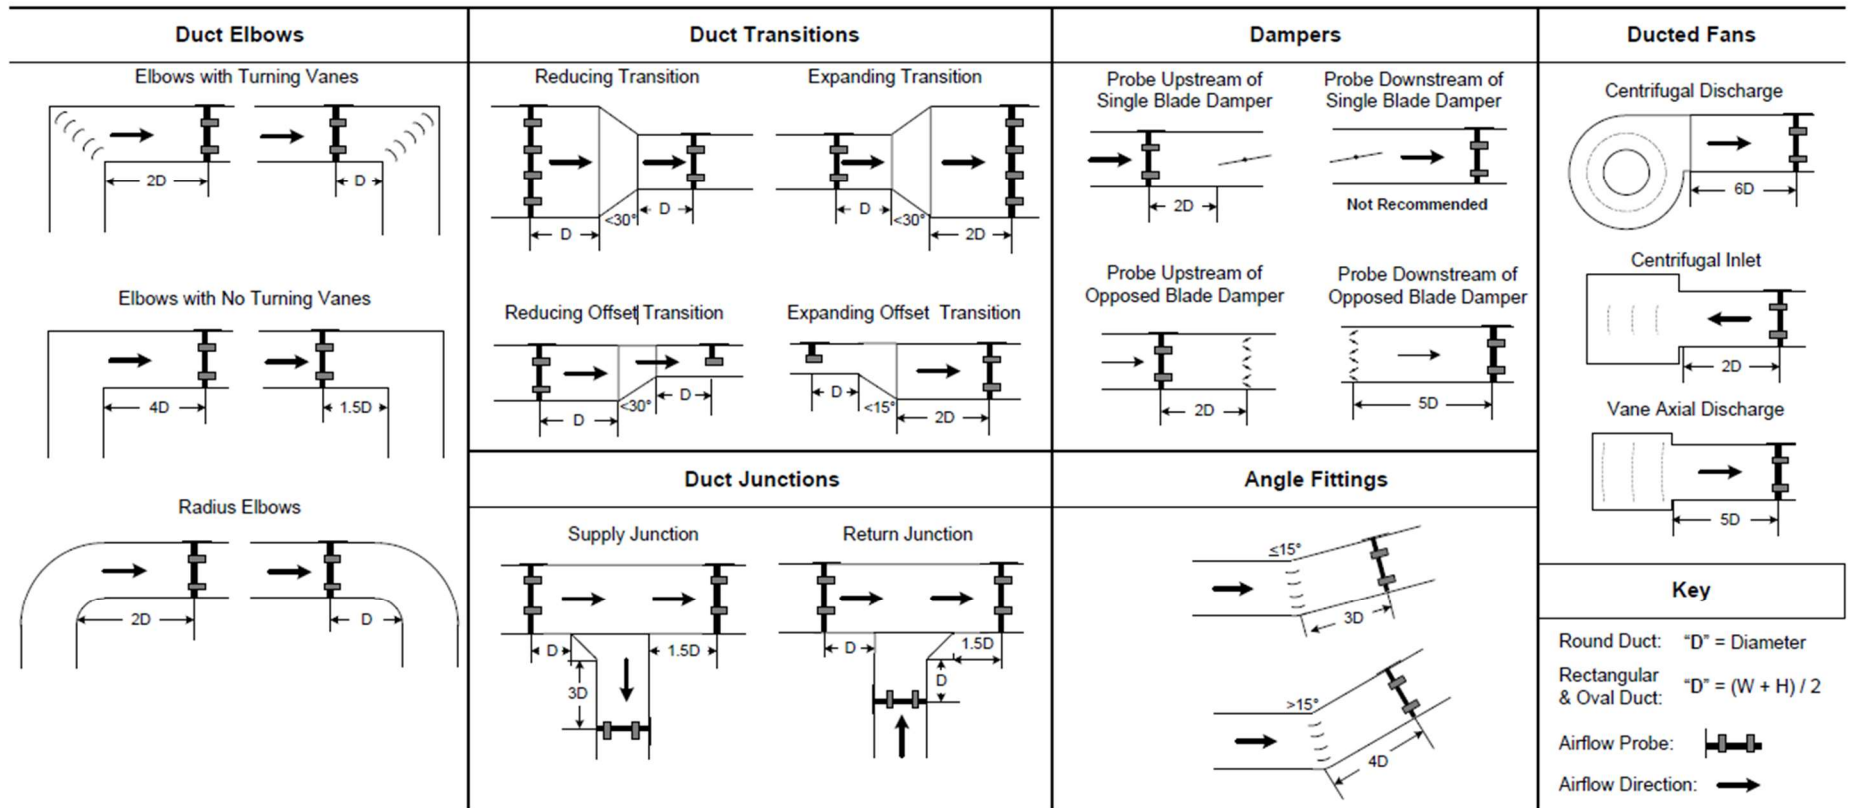 Duct Elbows
Elbows with Turning Vanes
2D
D
Elbows with No Turning Vanes
4D
1.5D
Radius Elbows
2D
D
Duct Transitions
Reducing Transition
<30°
D
D
Expanding Transition
D
<30°
2D
Reducing Offset Transition
D
<30°
D
Expanding Offset Transition
D
<15°
2D
Dampers
Probe Upstream of
Single Blade Damper
2D
Probe Downstream of
Single Blade Damper
Not Recommended
Probe Upstream of
Opposed Blade Damper
2D
Probe Downstream of
Opposed Blade Damper
5D
Ducted Fans
Centrifugal Discharge
6D
Centrifugal Inlet
2D
Vane Axial Discharge
5D
Duct Junctions
Supply Junction
D
1.5D
3D
Return Junction
D
1.5D
D
Angle Fittings
≤15°
3D
>15°
4D
Key
Round Duct: "D" = Diameter
Rectangular
& Oval Duct: "D" = (W + H) / 2
Airflow Probe:
Airflow Direction: